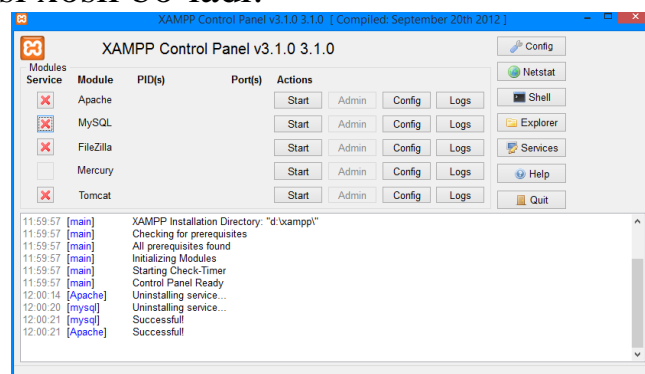 XAMPP Control Panel v3.1.0 3.1.0 [ Compiled: September 20th 2012 ]
XAMPP Control Panel v3.1.0 3.1.0
Config
Modules
Service Module PID(s) Port(s) Actions
Netstat
Apache Start Admin Config Logs
Shell
MySQL Start Admin Config Logs
Explorer
FileZilla Start Admin Config Logs
Services
Mercury Start Admin Config Logs
Help
Tomcat Start Admin Config Logs
Quit
11:59:57 [main] XAMPP Installation Directory: "d:\xampp\"
11:59:57 [main] Checking for prerequisites
11:59:57 [main] All prerequisites found
11:59:57 [main] Initializing Modules
11:59:57 [main] Starting Check-Timer
11:59:57 [main] Control Panel Ready
12:00:14 [Apache] Uninstalling service...
12:00:20 [mysql] Uninstalling service...
12:00:21 [mysql] Successful!
12:00:21 [Apache] Successful!